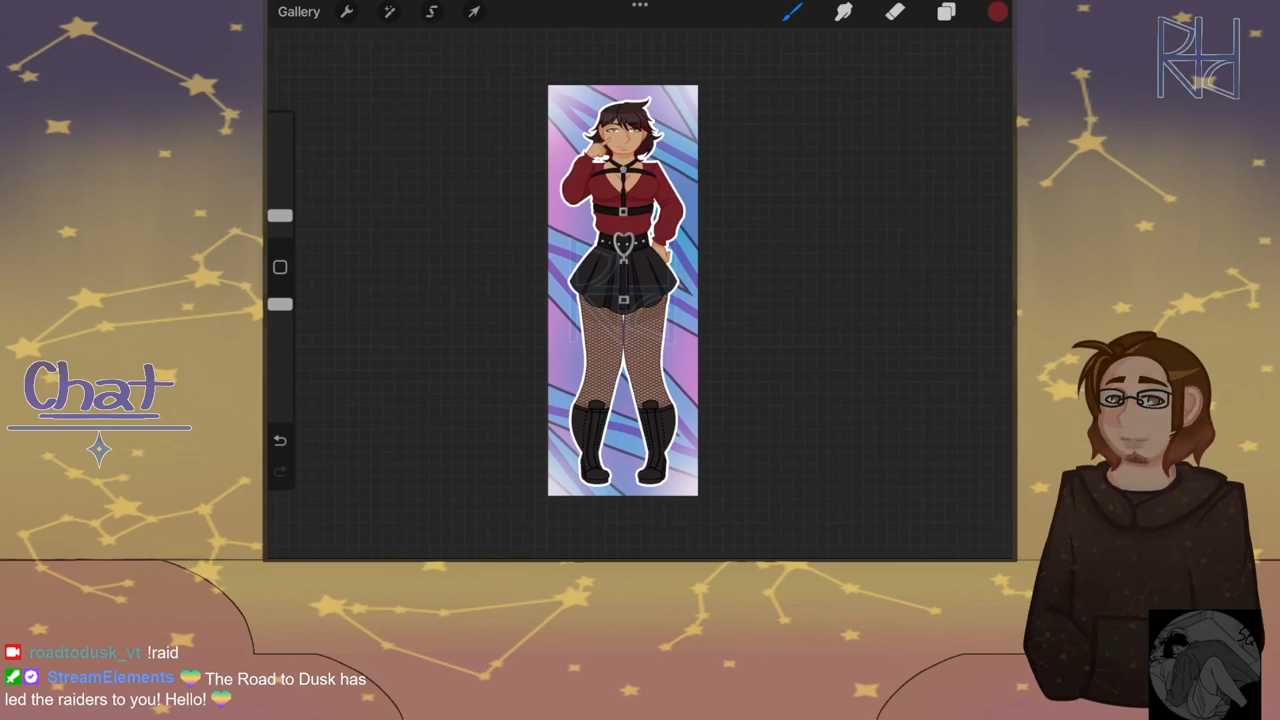 Gallery
Chat
roadtodusk_vt !raid
StreamElements The Road to Dusk has
led the raiders to you! Hello!